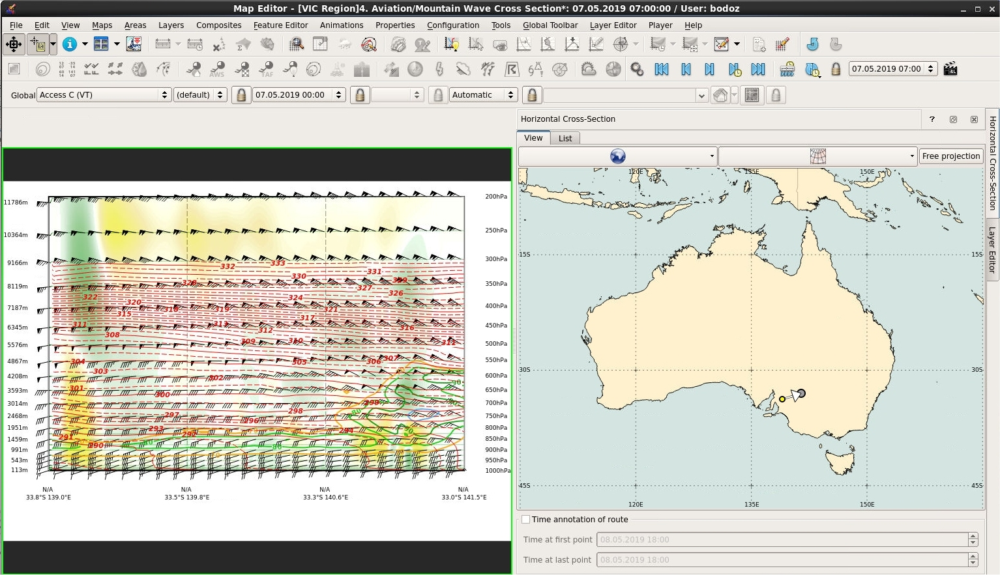 Map Editor - [VIC Region]4. Aviation/Mountain Wave Cross Section*: 07.05.2019 07:00:00 / User: bodoz
File Edit View Maps Areas Layers Composites Feature Editor Animations Properties Configuration Tools Global Toolbar Layer Editor Player Help
AWS TAF 07.05.2019 07:00
Global Access C (VT) (default) 07.05.2019 00:00 Automatic
Horizontal Cross-Section ?
View List
Free projection
Horizontal Cross-Section
Layer Editor
11786m 200hPa
10364m 250hPa
9166m 300hPa
8119m 350hPa
7187m 400hPa
6345m 450hPa
5576m 500hPa
4867m 550hPa
4208m 600hPa
3593m 650hPa
3014m 700hPa
2468m 750hPa
1951m 800hPa
1459m 850hPa
991m 900hPa
543m 950hPa
113m 1000hPa
332 333
330 331
328 327 329
322 320 324 326
315 318 319 317 321
311 313 312 316
308 309 310 311
304 305 306 307
303 302
301 300 299
297 298 296
293 292 294
291 290
80 80 90 90
N/A N/A N/A N/A
33.8°S 139.0°E 33.5°S 139.8°E 33.3°S 140.6°E 33.0°S 141.5°E
120E 135E 150E
15S 15S
30S 30S
45S 45S
120E 135E 150E
Time annotation of route
Time at first point 08.05.2019 18:00
Time at last point 08.05.2019 18:00